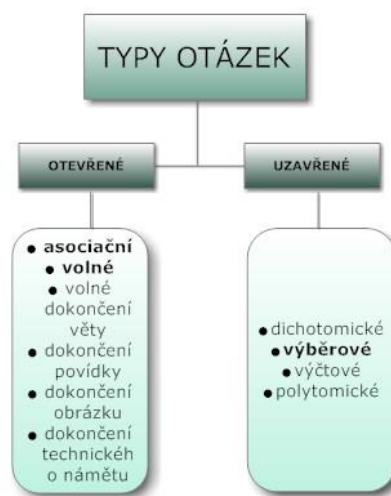 TYPY OTÁZEK
OTEVŘENÉ
• asociační
• volné
• volné
dokončení
věty
• dokončení
povídky
• dokončení
obrázku
• dokončení
technickéh
o námětu
UZAVŘENÉ
• dichotomické
• výběrové
• výčtové
• polytomické